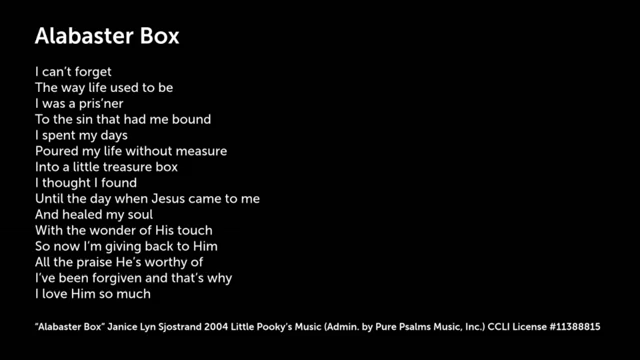 Alabaster Box
I can't forget
The way life used to be
I was a pris'ner
To the sin that had me bound
I spent my days
Poured my life without measure
Into a little treasure box
I thought I found
Until the day when Jesus came to me
And healed my soul
With the wonder of His touch
So now I'm giving back to Him
All the praise He's worthy of
I've been forgiven and that's why
I love Him so much
"Alabaster Box" Janice Lyn Sjostrand 2004 Little Pooky's Music (Admin. by Pure Psalms Music, Inc.) CCLI License #11388815